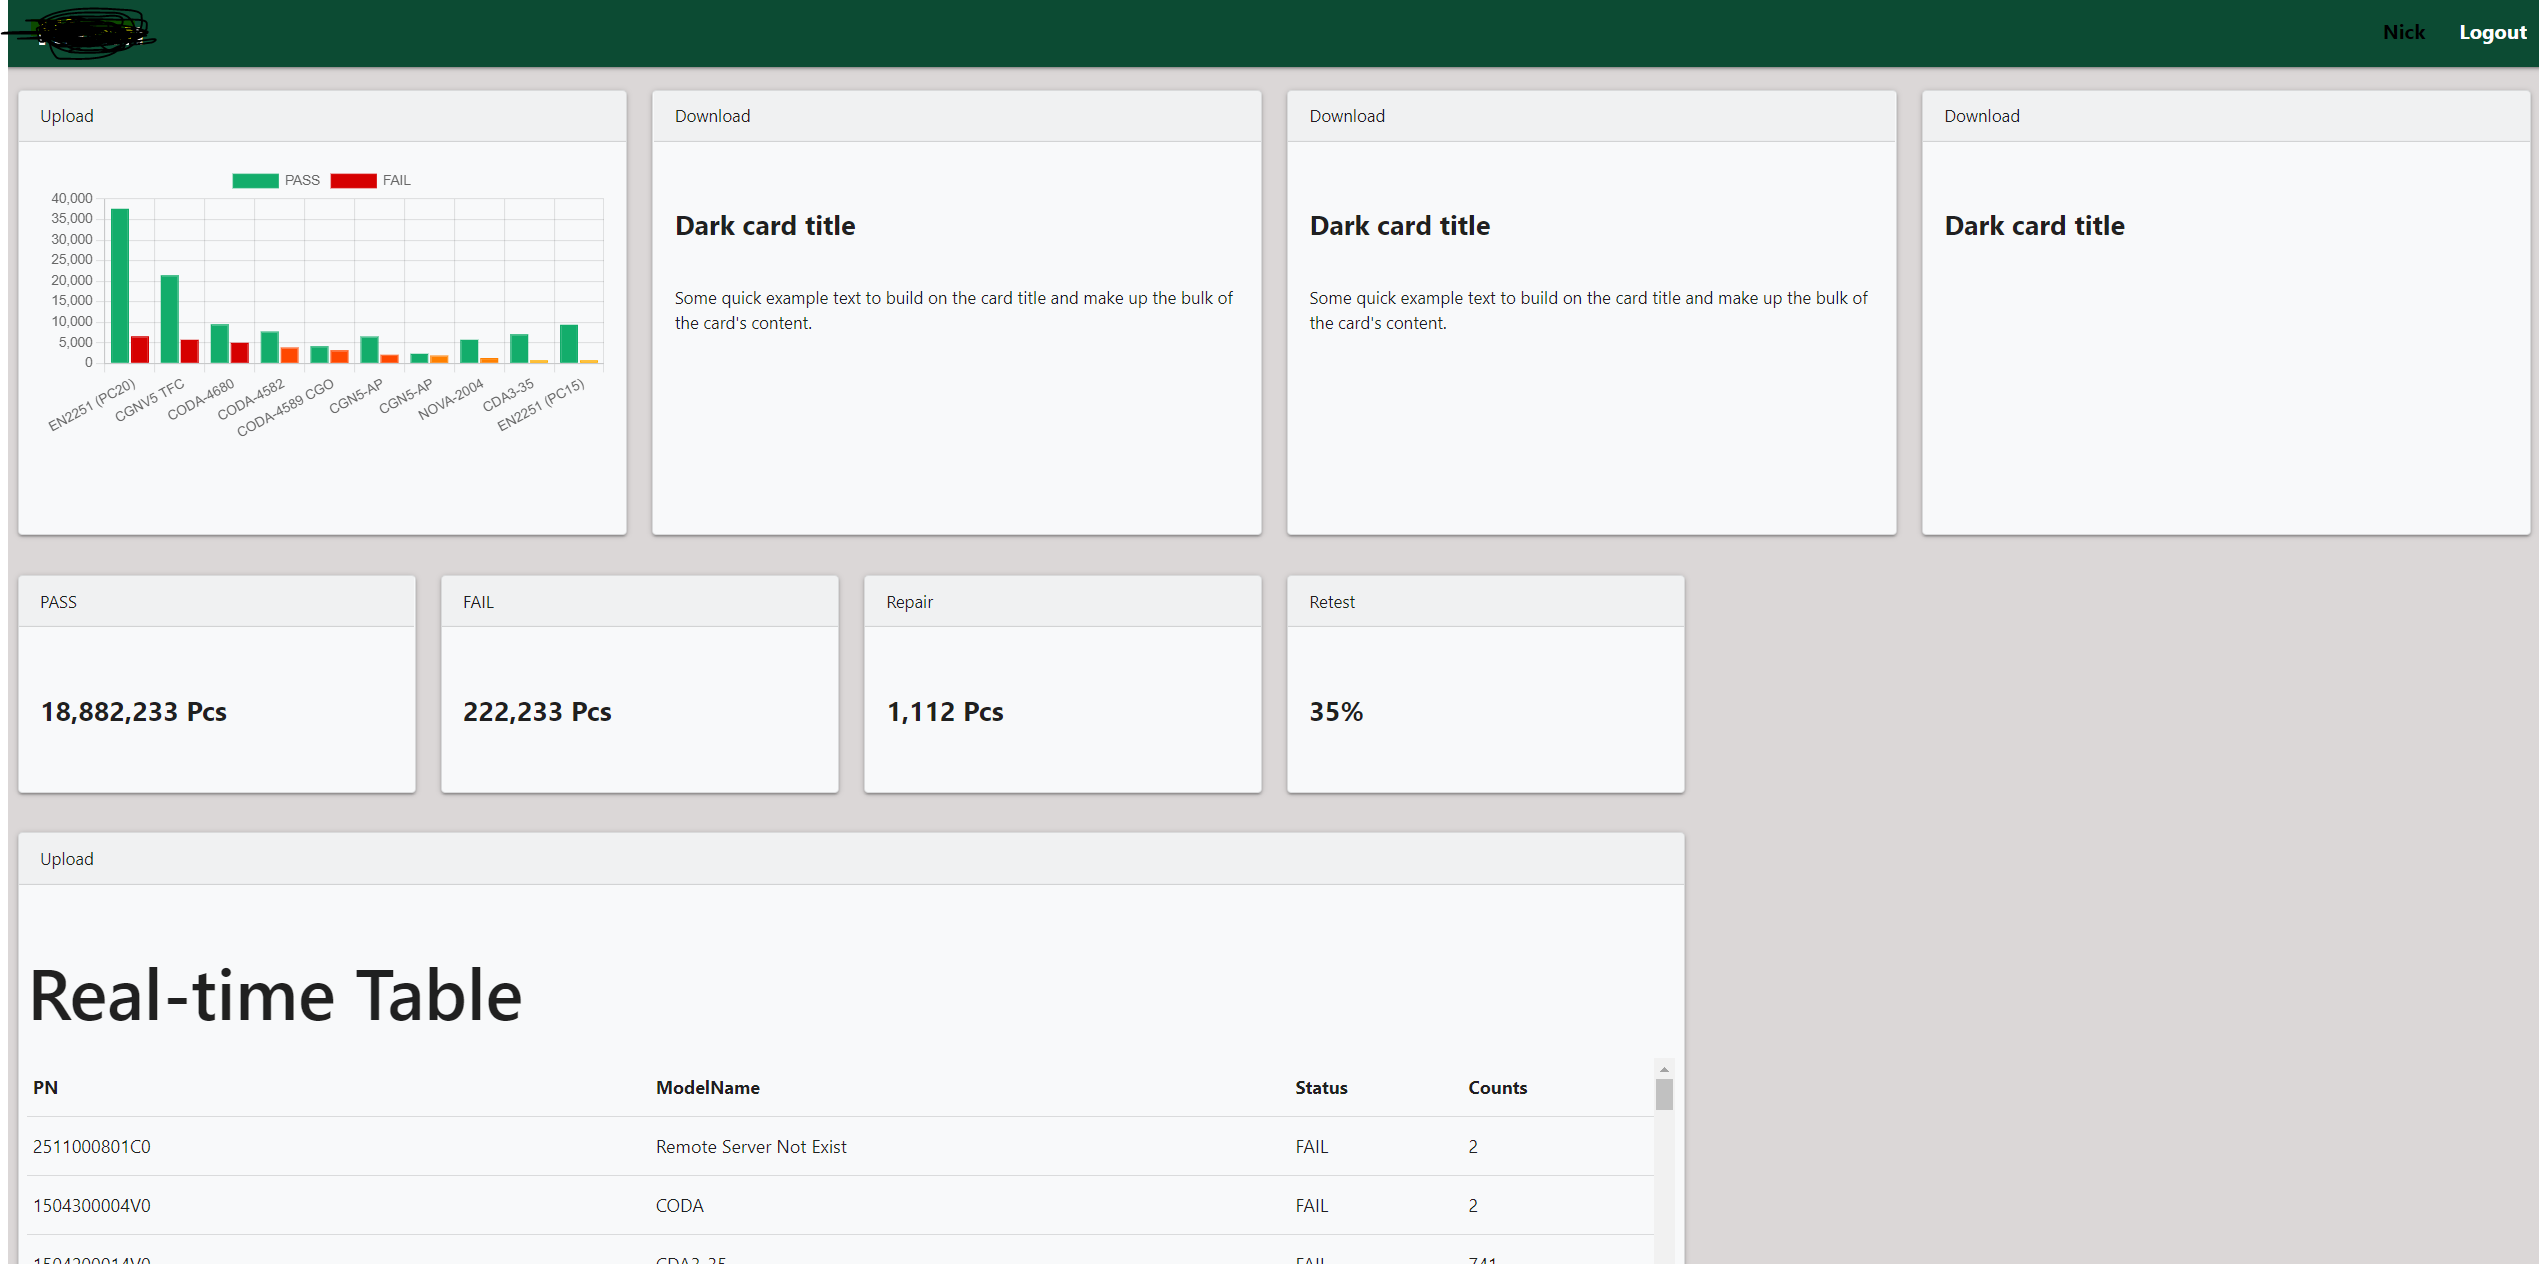 Nick Logout
Upload
PASS FAIL
40,000
35,000
30,000
25,000
20,000
15,000
10,000
5,000
0
EN2251 (PC20)
CGNV5 TFC
CODA-4680
CODA-4582
CODA-4589 CGO
CGN5-AP
CGN5-AP
NOVA-2004
CDA3-35
EN2251 (PC15)
Download
Dark card title
Some quick example text to build on the card title and make up the bulk of
the card's content.
Download
Dark card title
Some quick example text to build on the card title and make up the bulk of
the card's content.
Download
Dark card title
PASS
18,882,233 Pcs
FAIL
222,233 Pcs
Repair
1,112 Pcs
Retest
35%
Upload
Real-time Table
PN ModelName Status Counts
2511000801C0 Remote Server Not Exist FAIL 2
1504300004V0 CODA FAIL 2
1504200014V0 CDA3-35 FAIL 741